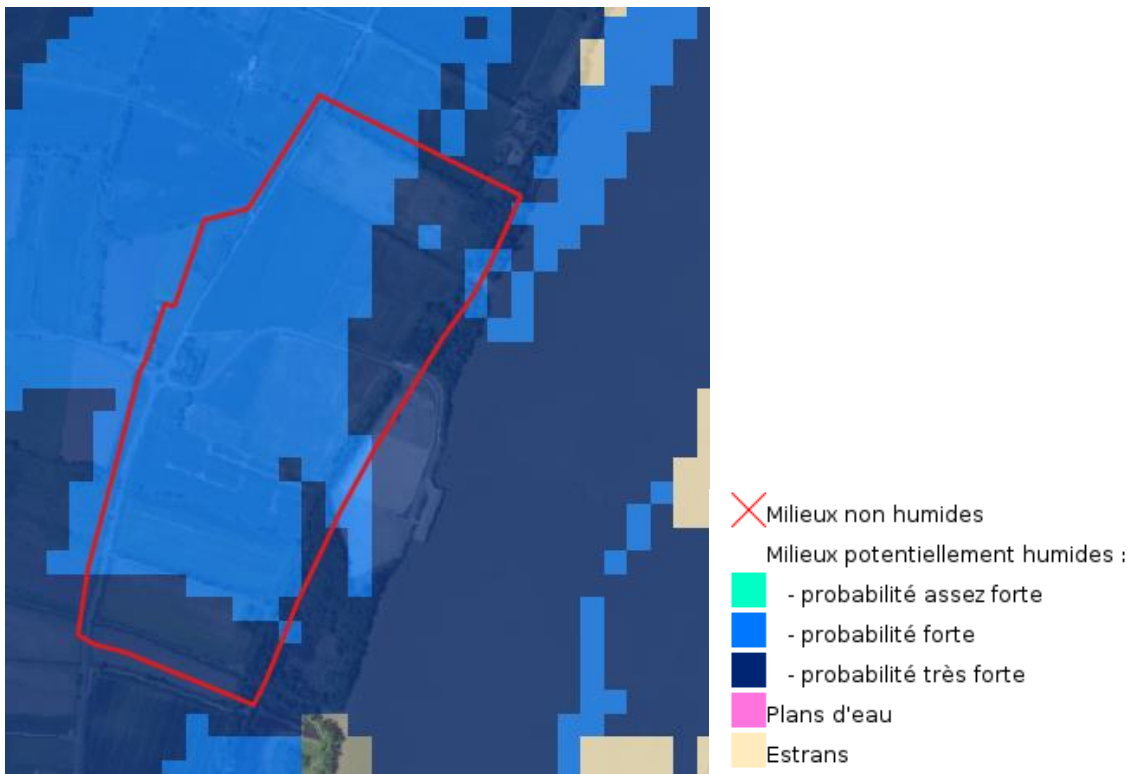 Milieux non humides
Milieux potentiellement humides :
- probabilité assez forte
- probabilité forte
- probabilité très forte
Plans d'eau
Estrans